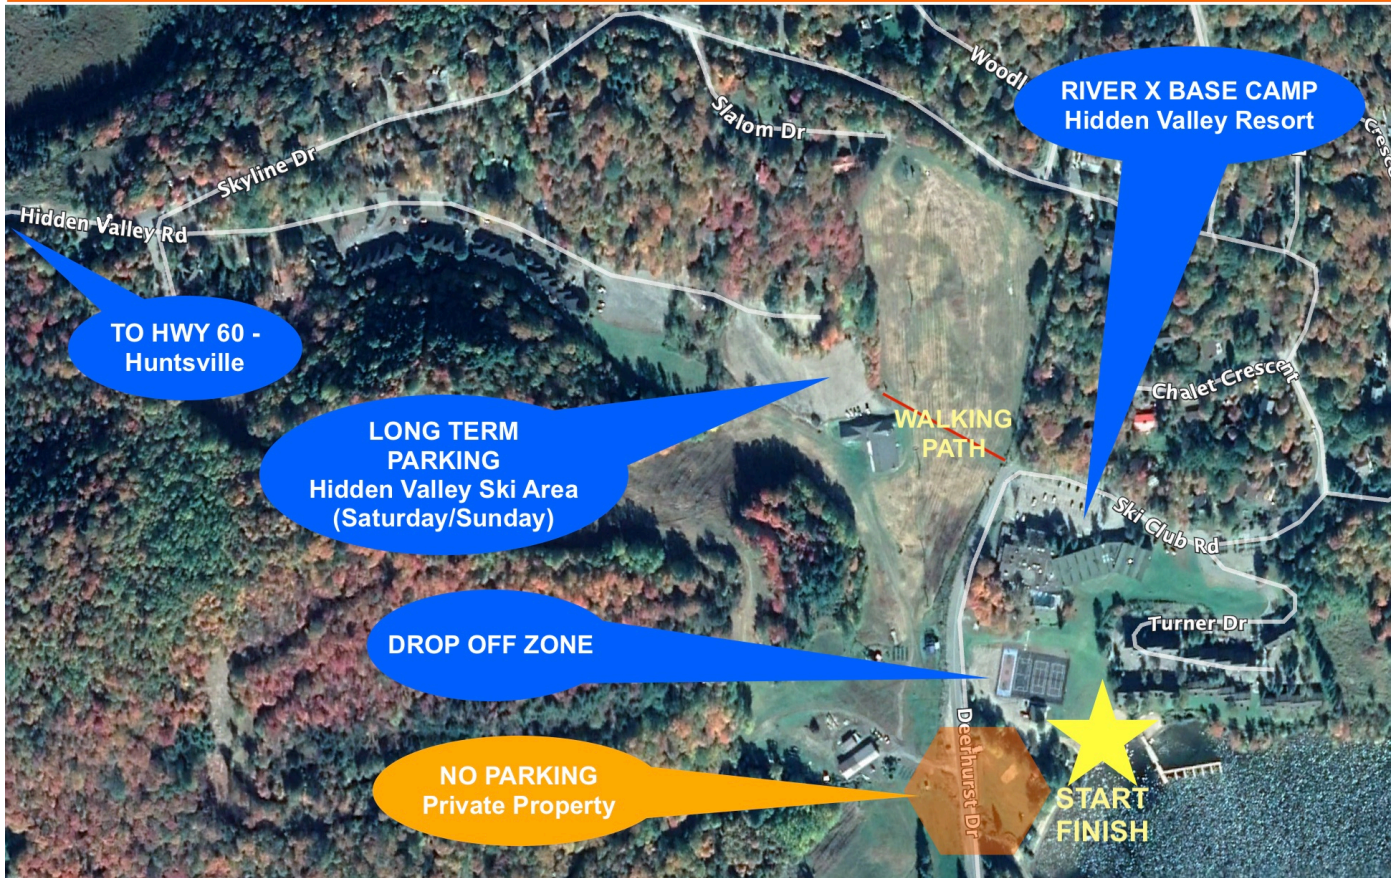 Woodl
RIVER X BASE CAMP
Hidden Valley Resort
Slalom Dr
Skyline Dr
Hidden Valley Rd
TO HWY 60 -
Huntsville
Chalet Crescent
LONG TERM
PARKING
Hidden Valley Ski Area
(Saturday/Sunday)
WALKING
PATH
Ski Club Rd
Turner Dr
DROP OFF ZONE
Deerhurst Dr
NO PARKING
Private Property
START
FINISH